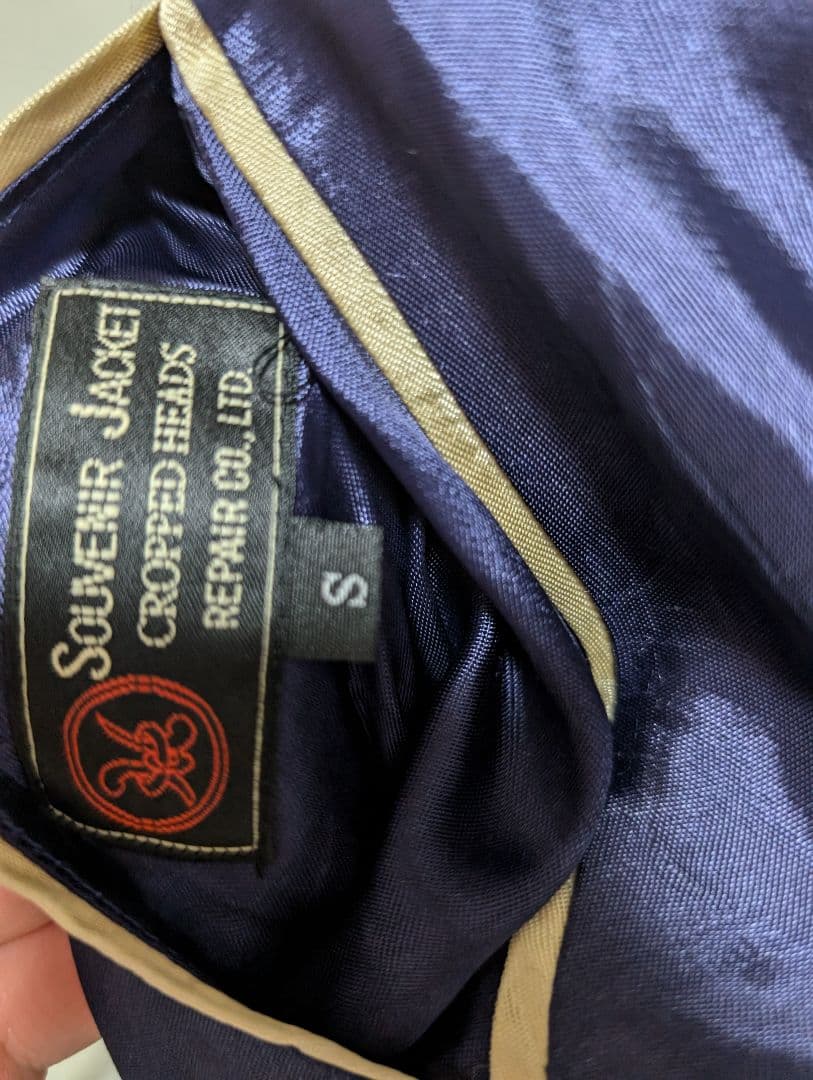 SOUVENIR JACKET
CROPPED HEADS
REPAIR CO., LTD.
S